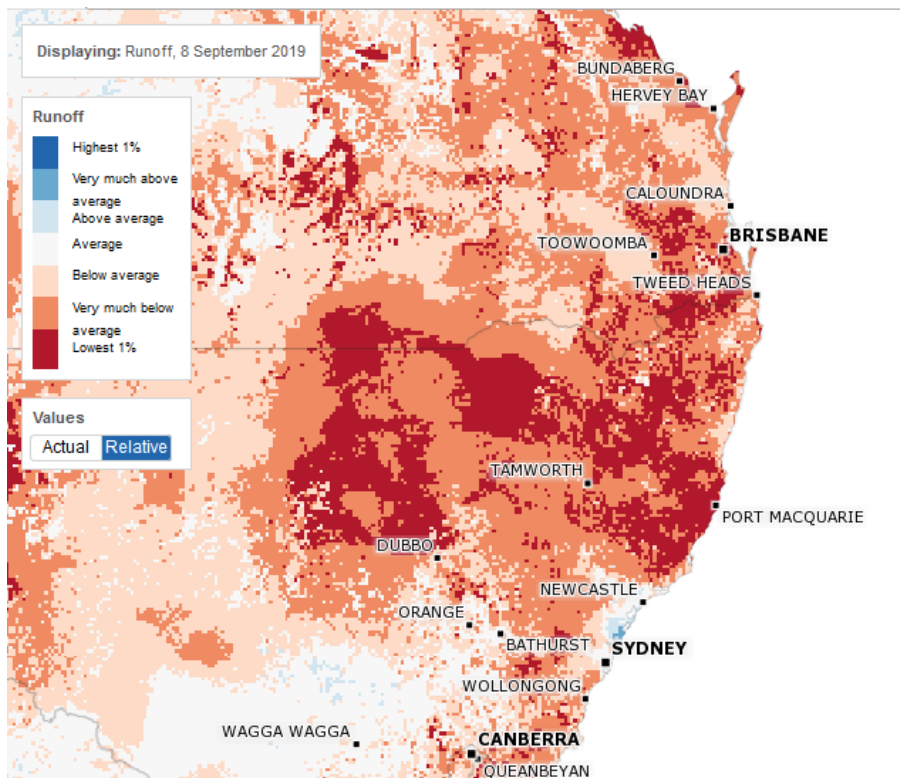 Displaying: Runoff, 8 September 2019
Runoff
Highest 1%
Very much above
average
Above average
Average
Below average
Very much below
average
Lowest 1%
Values
Actual Relative
BUNDABERG
HERVEY BAY
CALOUNDRA
BRISBANE
TOOWOOMBA
TWEED HEADS
TAMWORTH
PORT MACQUARIE
DUBBO
NEWCASTLE
ORANGE
BATHURST
SYDNEY
WOLLONGONG
WAGGA WAGGA
CANBERRA
QUEANBEYAN